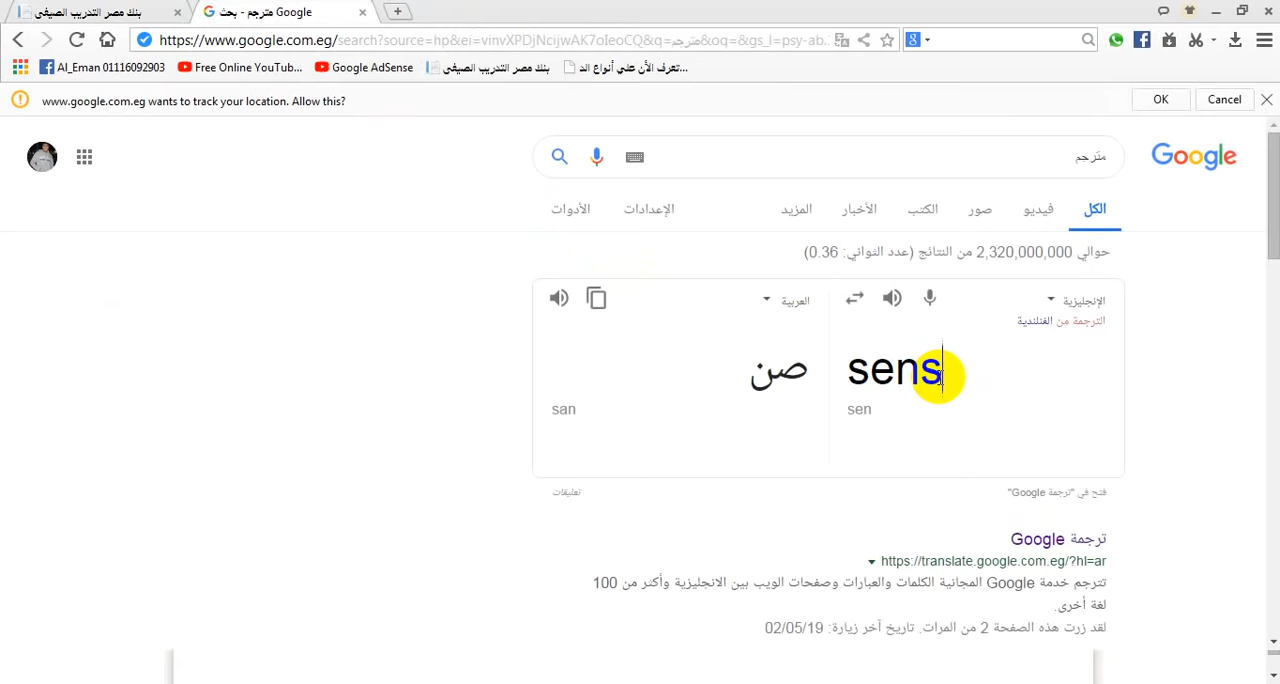 بنك مصر التدريب الصيفى
مترجم - بحث Google
https://www.google.com.eg/search?source=hp&ei=vinvXPDjNcijwAK7oIeoCQ&q=مترجم&oq=&gs_l=psy-ab.
Al_Eman 01116092903
Free Online YouTub...
Google AdSense
بنك مصر التدريب الصيفى
تعرف الأن علي أنواع الد...
www.google.com.eg wants to track your location. Allow this?
OK
Cancel
مترجم
Google
الكل
فيديو
صور
الكتب
الأخبار
المزيد
الإعدادات
الأدوات
حوالي 2,320,000,000 من النتائج (عدد الثواني: 0.36)
الإنجليزية
العربية
الترجمة من الفنلندية
sens
صن
sen
san
فتح في "ترجمة Google"
تعليقات
ترجمة Google
https://translate.google.com.eg/?hl=ar
تترجم خدمة Google المجانية الكلمات والعبارات وصفحات الويب بين الانجليزية وأكثر من 100
لغة أخرى.
لقد زرت هذه الصفحة 2 من المرات. تاريخ آخر زيارة: 02/05/19